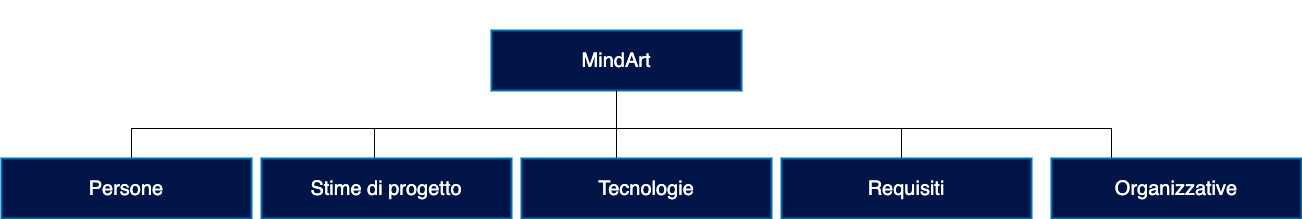 MindArt
Persone
Stime di progetto
Tecnologie
Requisiti
Organizzative